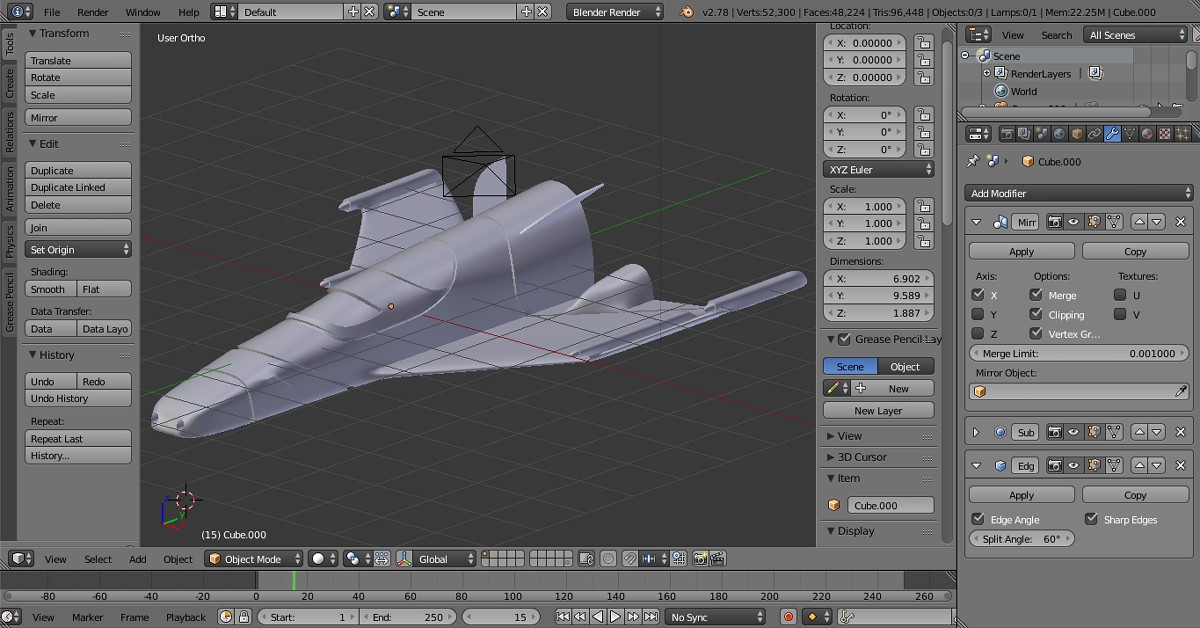 File Render Window Help Default Scene Blender Render v2.78 | Verts:52,300 | Faces:48,224 | Tris:96,448 | Objects:0/3 | Lamps:0/1 | Mem:22.25M | Cube.000
Tools
Create
Relations
Animation
Physics
Grease Pencil
Transform
Translate
Rotate
Scale
Mirror
Edit
Duplicate
Duplicate Linked
Delete
Join
Set Origin
Shading:
Smooth Flat
Data Transfer:
Data Data Layo
History
Undo Redo
Undo History
Repeat:
Repeat Last
History...
User Ortho
(15) Cube.000
Location:
X: 0.00000
Y: 0.00000
Z: 0.00000
Rotation:
X: 0°
Y: 0°
Z: 0°
XYZ Euler
Scale:
X: 1.000
Y: 1.000
Z: 1.000
Dimensions:
X: 6.902
Y: 9.589
Z: 1.887
Grease Pencil Lay
Scene Object
New
New Layer
View
3D Cursor
Item
Cube.000
Display
View Search All Scenes
Scene
RenderLayers
World
Cube.000
Add Modifier
Mirr
Apply Copy
Axis: Options: Textures:
X Merge U
Y Clipping V
Z Vertex Gr...
Merge Limit: 0.001000
Mirror Object:
Sub
Edg
Apply Copy
Edge Angle Sharp Edges
Split Angle: 60°
View Select Add Object Object Mode Global
-80 -60 -40 -20 0 20 40 60 80 100 120 140 160 180 200 220 240 260
View Marker Frame Playback Start: 1 End: 250 15 No Sync